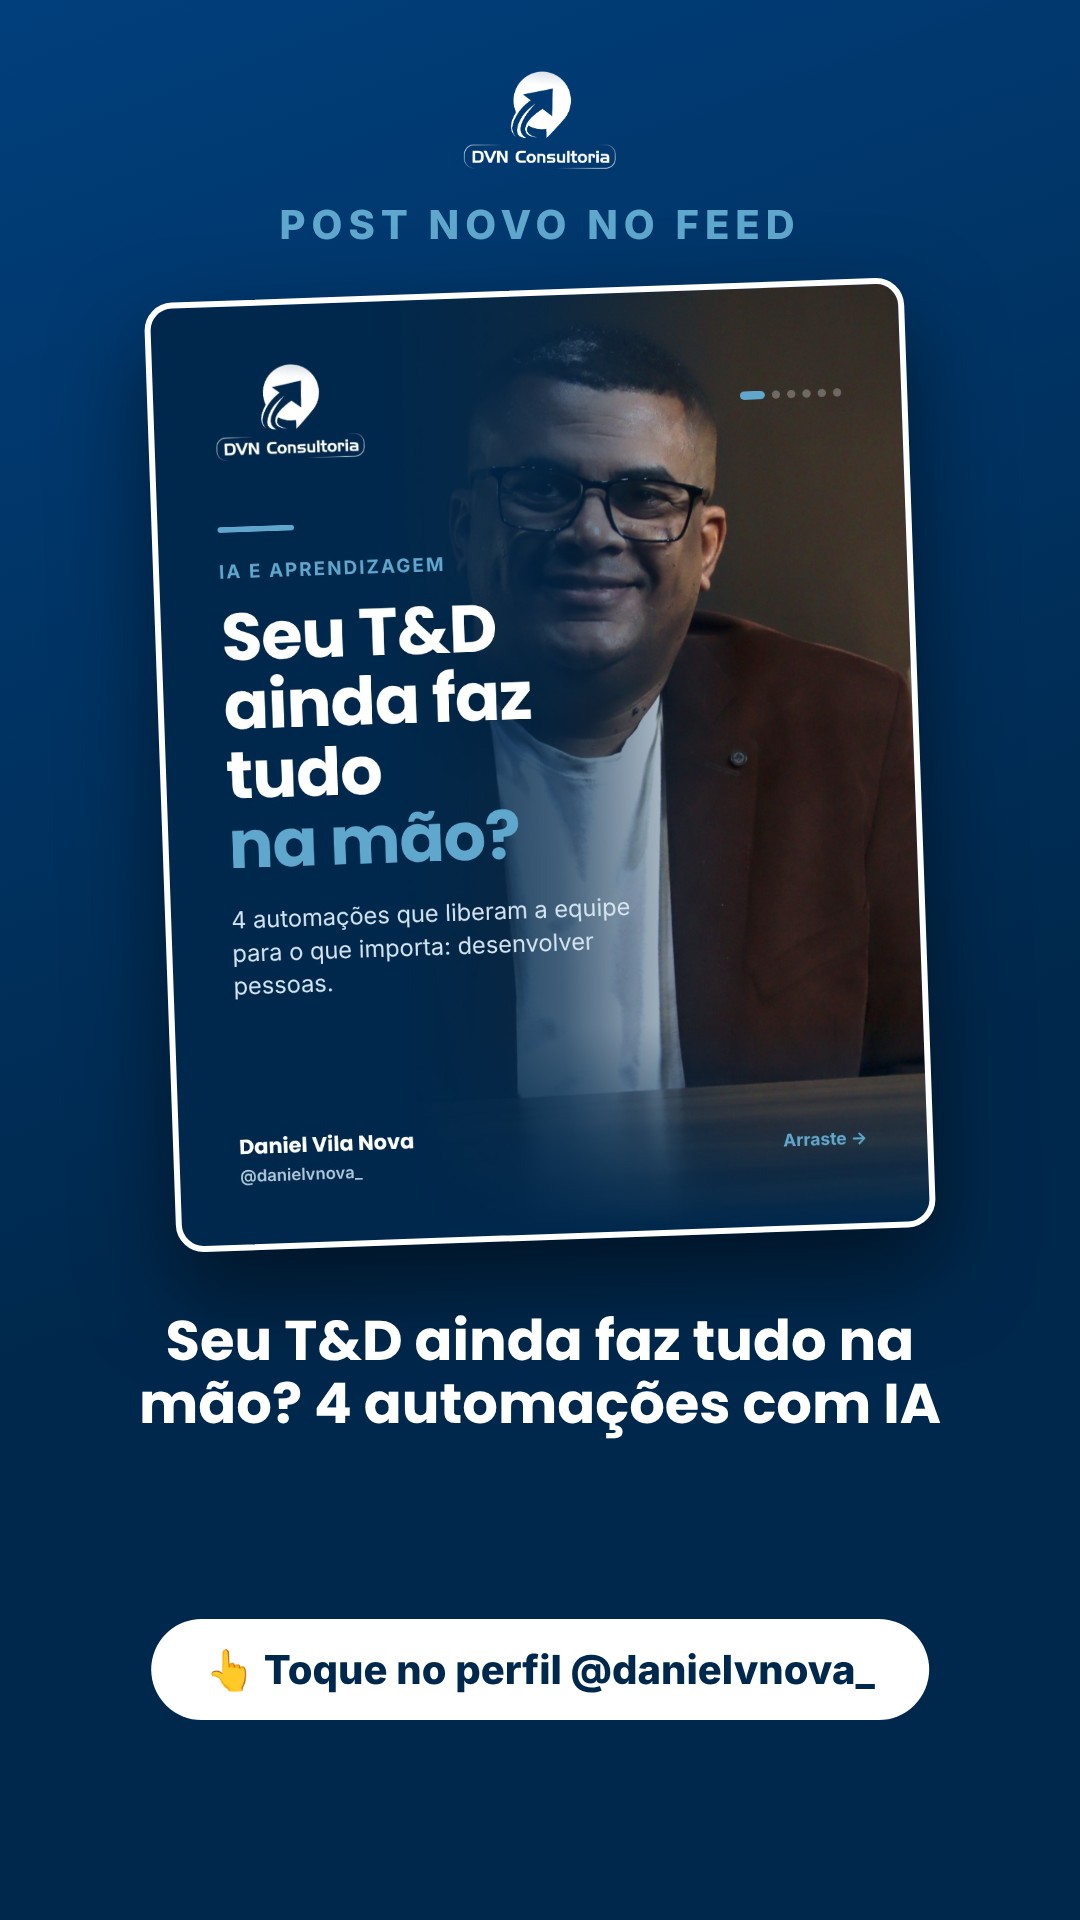 DVN Consultoria
POST NOVO NO FEED
DVN Consultoria
IA E APRENDIZAGEM
Seu T&D
ainda faz
tudo
na mão?
4 automações que liberam a equipe
para o que importa: desenvolver
pessoas.
Daniel Vila Nova
@danielvnova_
Arraste →
Seu T&D ainda faz tudo na
mão? 4 automações com IA
👆 Toque no perfil @danielvnova_